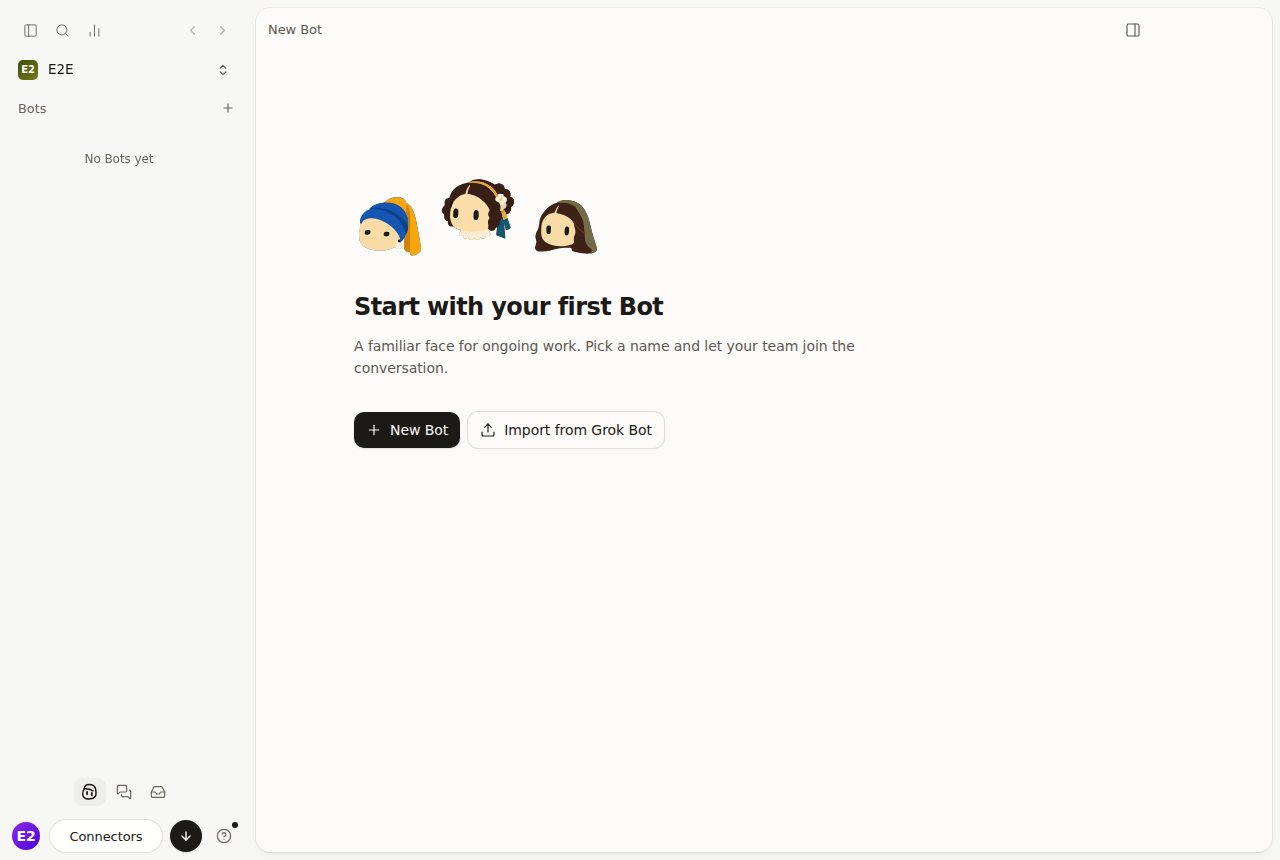 New Bot
E2 E2E
Bots
No Bots yet
Start with your first Bot
A familiar face for ongoing work. Pick a name and let your team join the
conversation.
New Bot
Import from Grok Bot
E2
Connectors